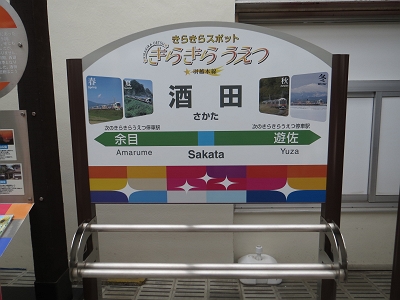 きらきらスポット
きらきらうえつ
羽越本線
春
夏
秋
冬
酒田
さかた
次のきらきらうえつ停車駅
次のきらきらうえつ停車駅
余目
遊佐
Amarume
Sakata
Yuza